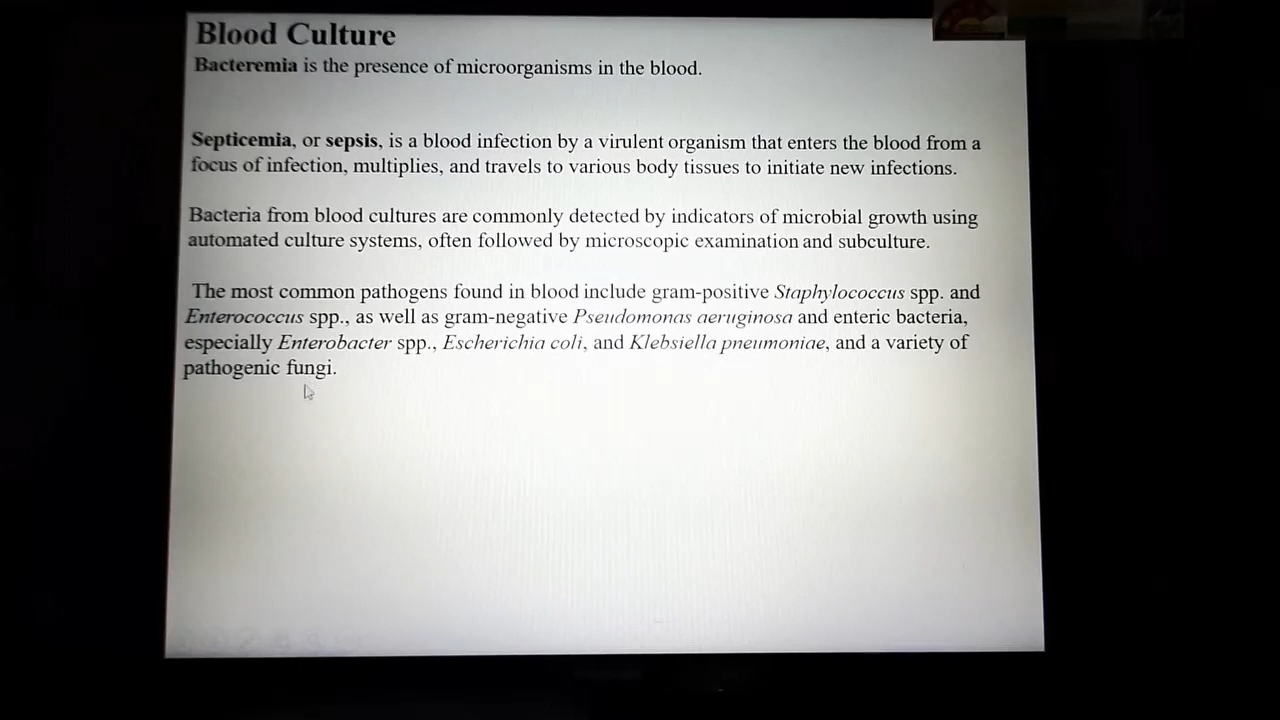 Blood Culture
Bacteremia is the presence of microorganisms in the blood.
Septicemia, or sepsis, is a blood infection by a virulent organism that enters the blood from a
focus of infection, multiplies, and travels to various body tissues to initiate new infections.
Bacteria from blood cultures are commonly detected by indicators of microbial growth using
automated culture systems, often followed by microscopic examination and subculture.
The most common pathogens found in blood include gram-positive Staphylococcus spp. and
Enterococcus spp., as well as gram-negative Pseudomonas aeruginosa and enteric bacteria,
especially Enterobacter spp., Escherichia coli, and Klebsiella pneumoniae, and a variety of
pathogenic fungi.